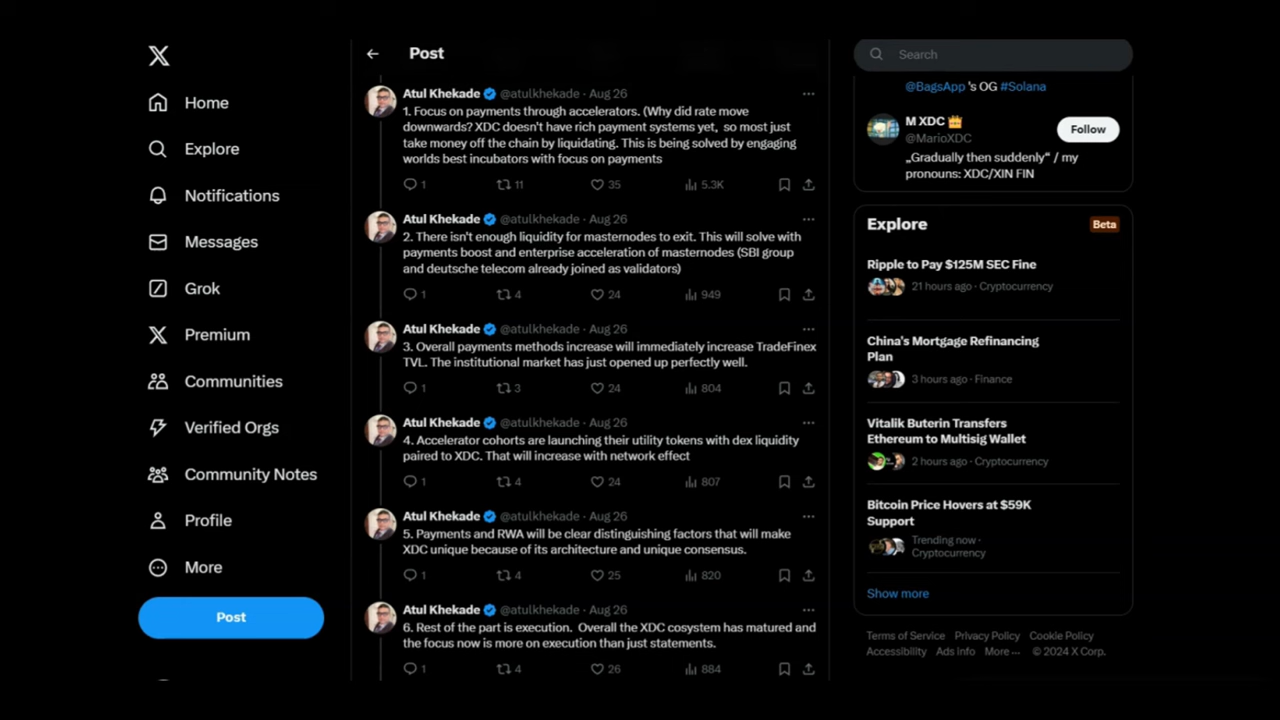 Home
Explore
Notifications
Messages
Grok
Premium
Communities
Verified Orgs
Community Notes
Profile
More
Post
Post
Atul Khekade @atulkhekade · Aug 26
1. Focus on payments through accelerators. (Why did rate move
downwards? XDC doesn't have rich payment systems yet, so most just
take money off the chain by liquidating. This is being solved by engaging
worlds best incubators with focus on payments
1 11 35 5.3K
Atul Khekade @atulkhekade · Aug 26
2. There isn't enough liquidity for masternodes to exit. This will solve with
payments boost and enterprise acceleration of masternodes (SBI group
and deutsche telecom already joined as validators)
1 4 24 949
Atul Khekade @atulkhekade · Aug 26
3. Overall payments methods increase will immediately increase TradeFinex
TVL. The institutional market has just opened up perfectly well.
1 3 24 804
Atul Khekade @atulkhekade · Aug 26
4. Accelerator cohorts are launching their utility tokens with dex liquidity
paired to XDC. That will increase with network effect
1 4 24 807
Atul Khekade @atulkhekade · Aug 26
5. Payments and RWA will be clear distinguishing factors that will make
XDC unique because of its architecture and unique consensus.
1 4 25 820
Atul Khekade @atulkhekade · Aug 26
6. Rest of the part is execution. Overall the XDC cosystem has matured and
the focus now is more on execution than just statements.
1 4 26 884
Search
@BagsApp 's OG #Solana
M XDC 👑
@MarioXDC
Follow
„Gradually then suddenly" / my
pronouns: XDC/XIN FIN
Explore
Beta
Ripple to Pay $125M SEC Fine
21 hours ago · Cryptocurrency
China's Mortgage Refinancing
Plan
3 hours ago · Finance
Vitalik Buterin Transfers
Ethereum to Multisig Wallet
2 hours ago · Cryptocurrency
Bitcoin Price Hovers at $59K
Support
Trending now ·
Cryptocurrency
Show more
Terms of Service Privacy Policy Cookie Policy
Accessibility Ads info More ··· © 2024 X Corp.